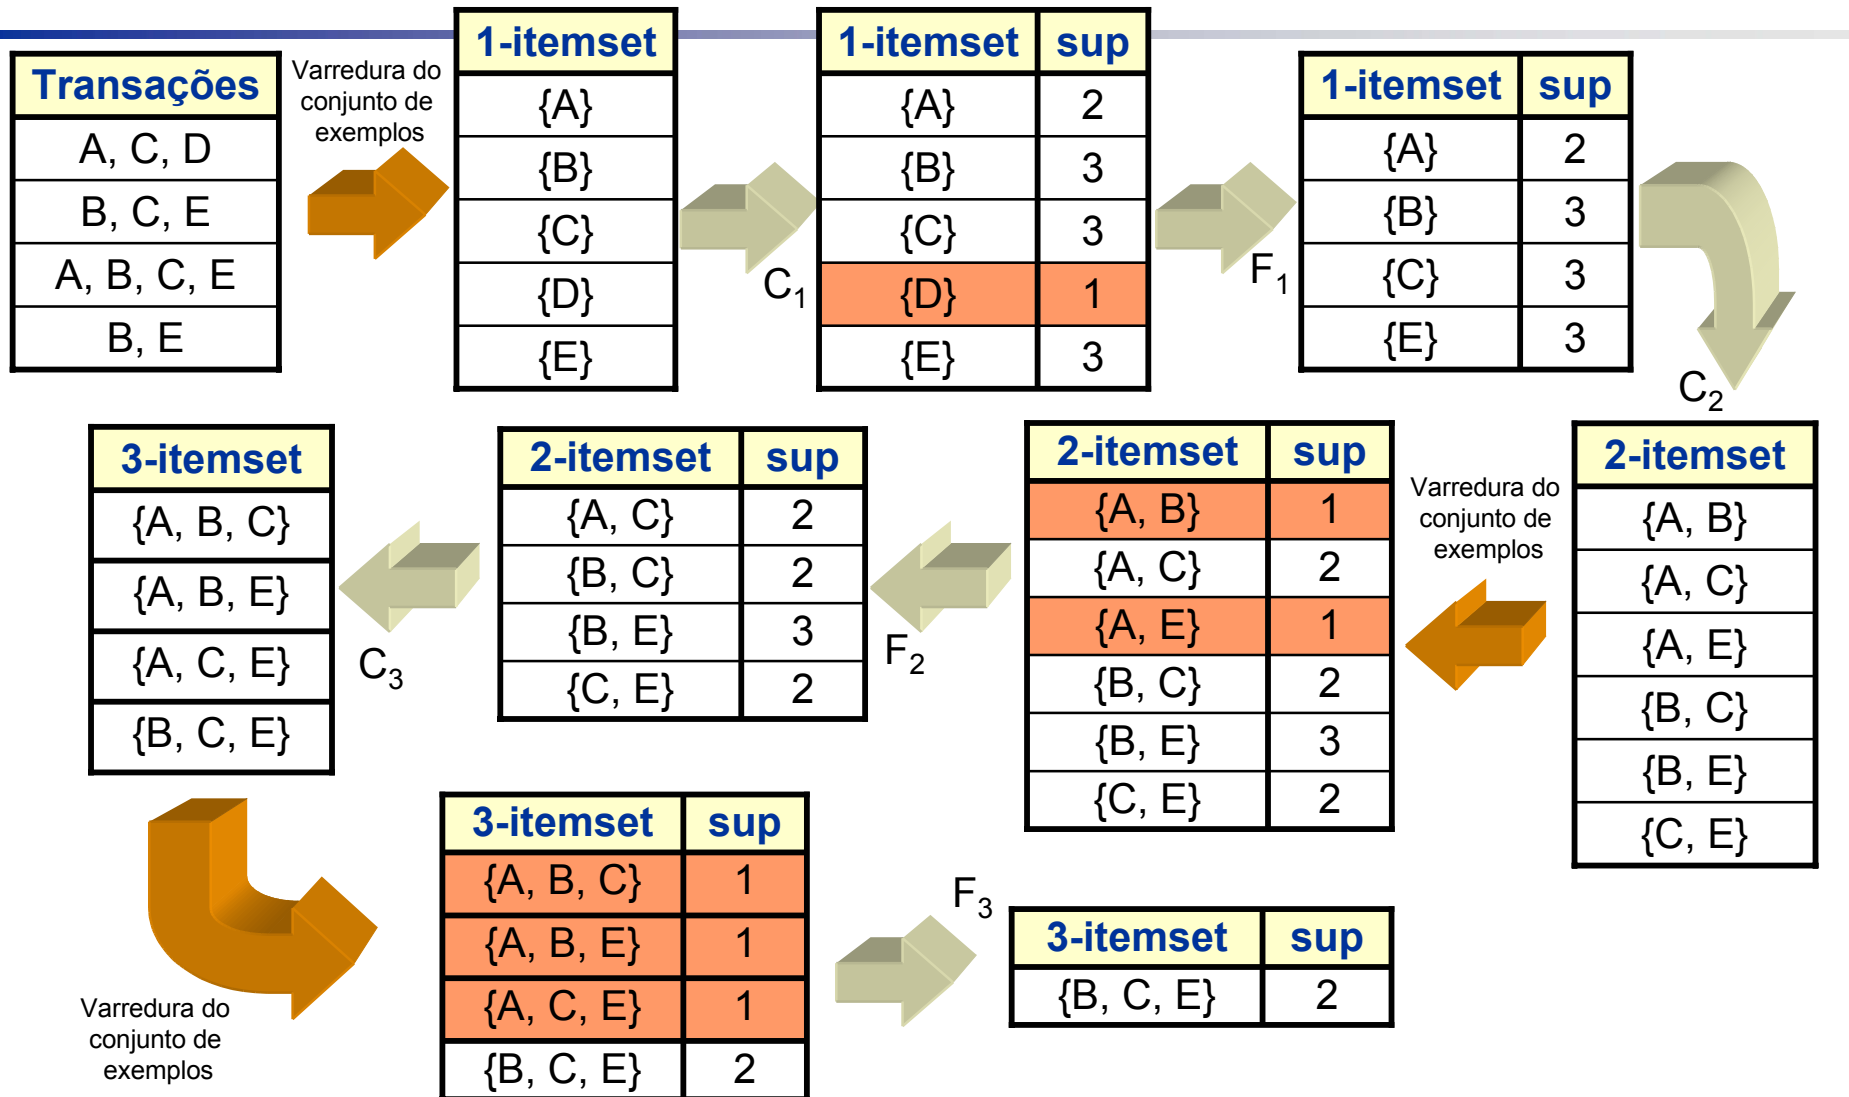 Transações
A, C, D
B, C, E
A, B, C, E
B, E
Varredura do
conjunto de
exemplos
1-itemset
{A}
{B}
{C}
{D}
{E}
C1
1-itemset sup
{A} 2
{B} 3
{C} 3
{D} 1
{E} 3
F1
1-itemset sup
{A} 2
{B} 3
{C} 3
{E} 3
C2
2-itemset
{A, B}
{A, C}
{A, E}
{B, C}
{B, E}
{C, E}
Varredura do
conjunto de
exemplos
2-itemset sup
{A, B} 1
{A, C} 2
{A, E} 1
{B, C} 2
{B, E} 3
{C, E} 2
F2
2-itemset sup
{A, C} 2
{B, C} 2
{B, E} 3
{C, E} 2
C3
3-itemset
{A, B, C}
{A, B, E}
{A, C, E}
{B, C, E}
Varredura do
conjunto de
exemplos
3-itemset sup
{A, B, C} 1
{A, B, E} 1
{A, C, E} 1
{B, C, E} 2
F3
3-itemset sup
{B, C, E} 2